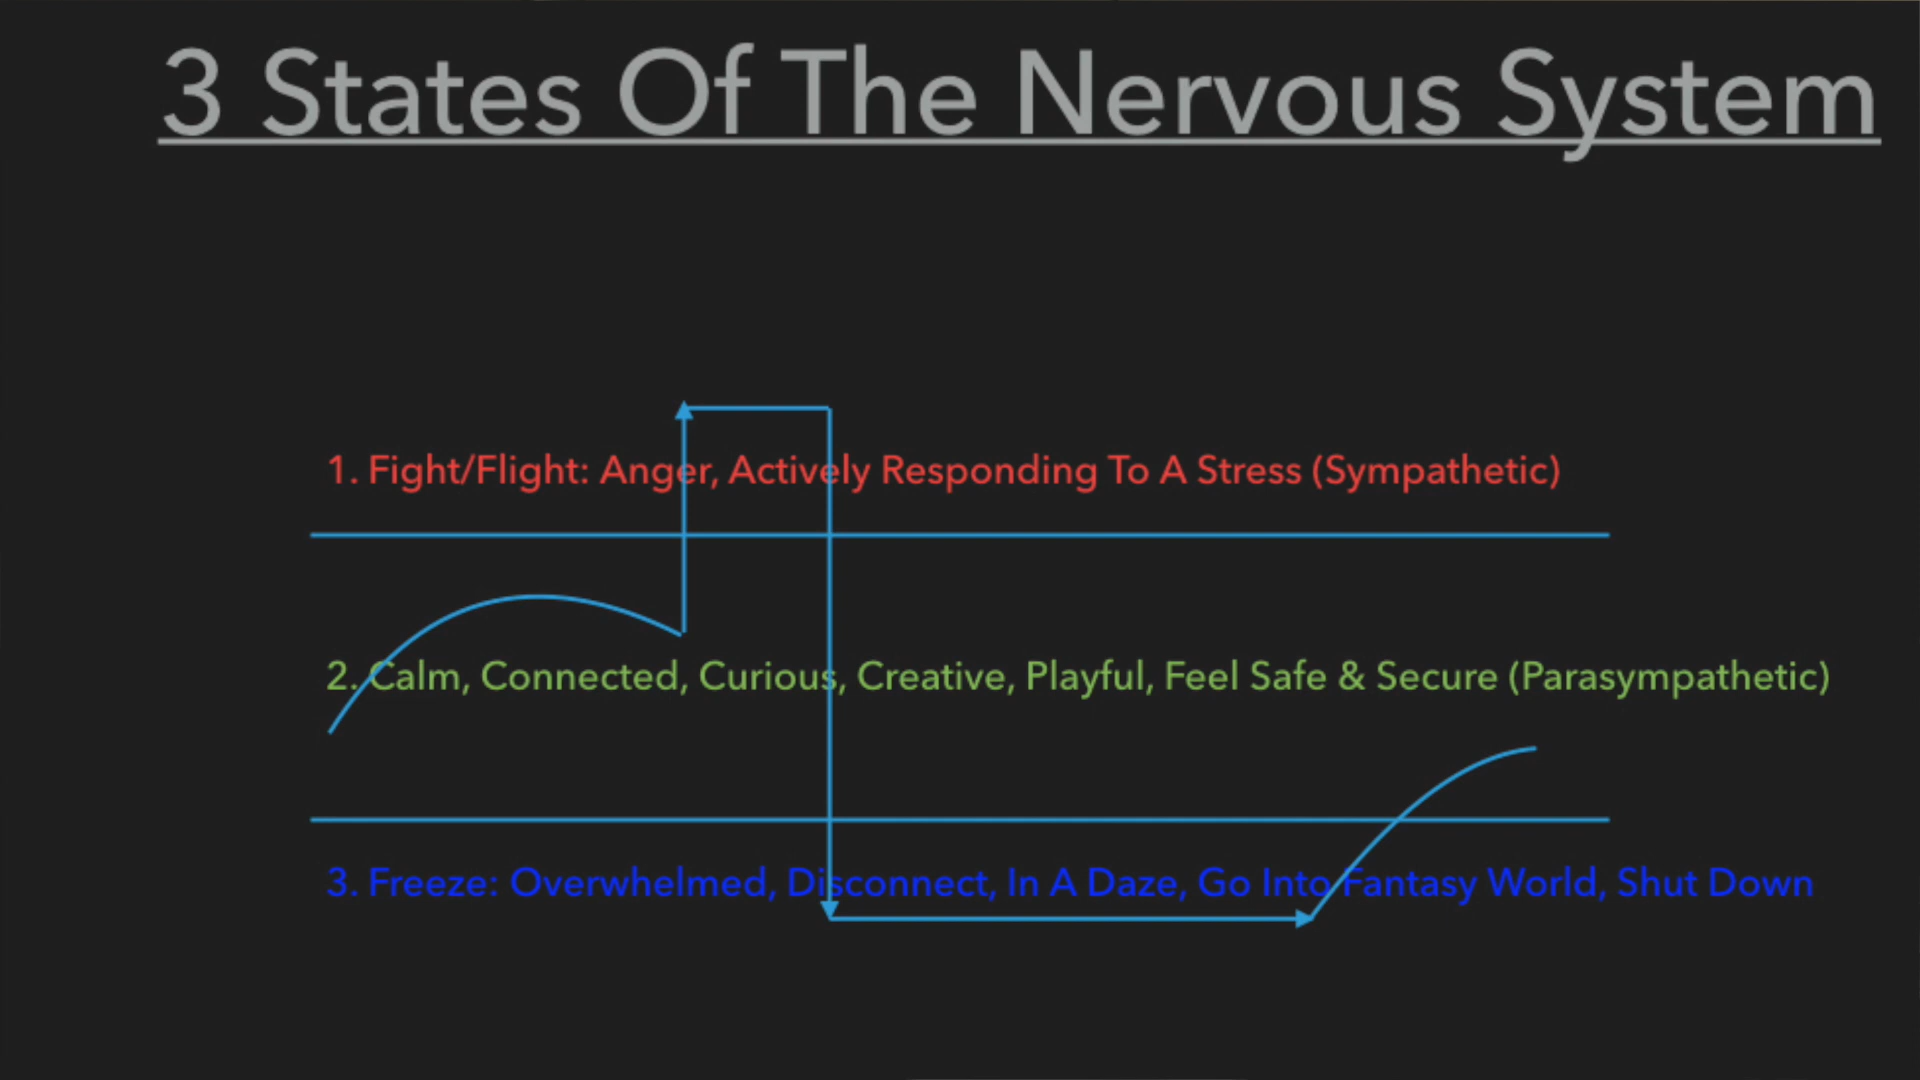 3 States Of The Nervous System
1. Fight/Flight: Anger, Actively Responding To A Stress (Sympathetic)
2. Calm, Connected, Curious, Creative, Playful, Feel Safe & Secure (Parasympathetic)
3. Freeze: Overwhelmed, Disconnect, In A Daze, Go Into Fantasy World, Shut Down